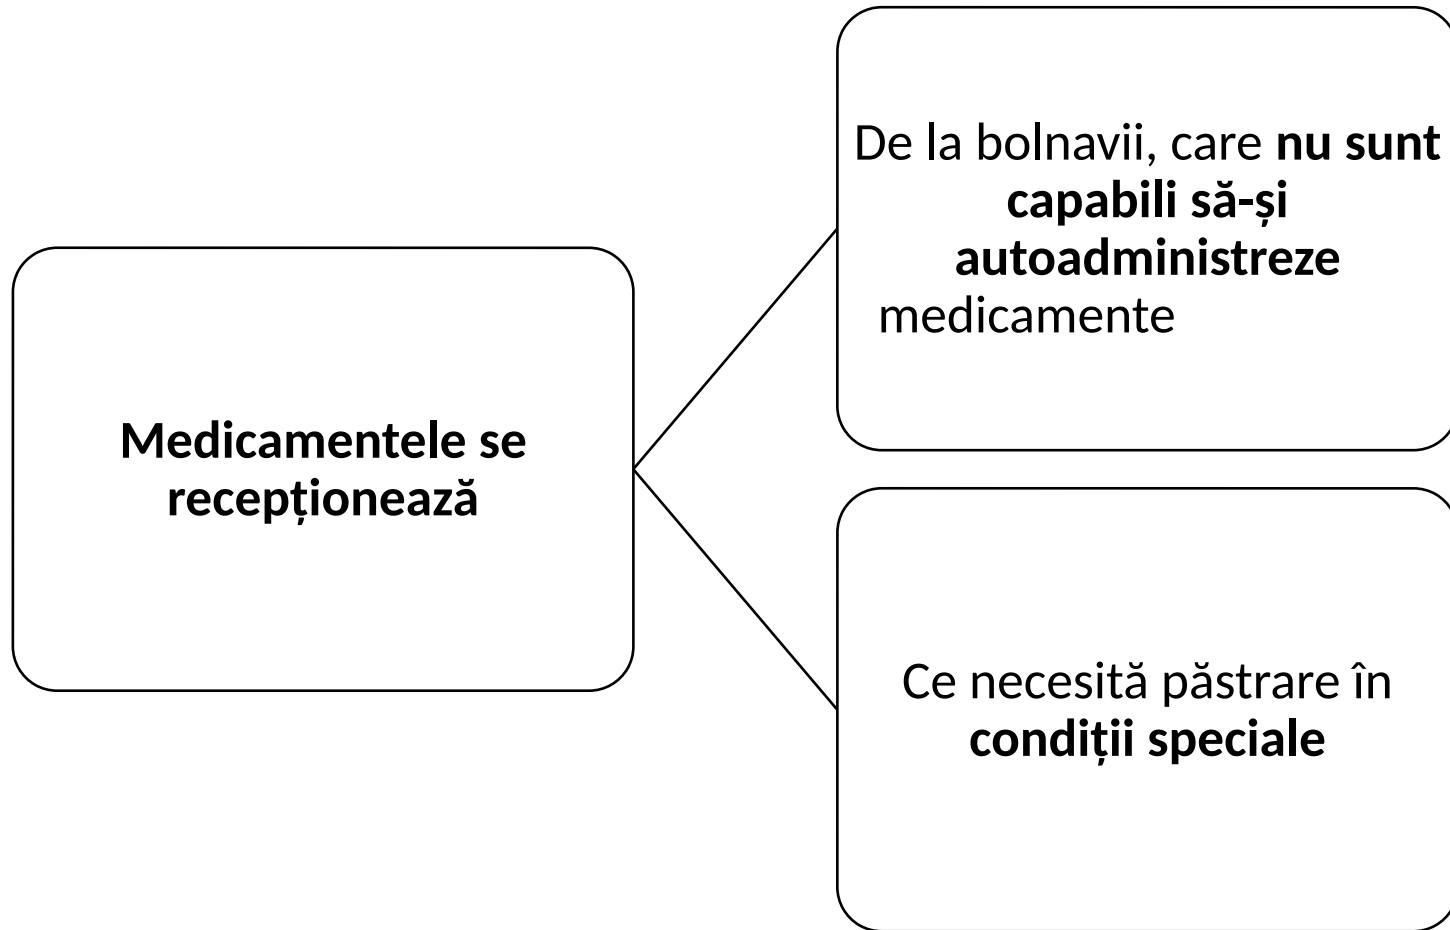 Medicamentele se
recepționează
De la bolnavii, care nu sunt
capabili să-și
autoadministreze
medicamente
Ce necesită păstrare în
condiții speciale